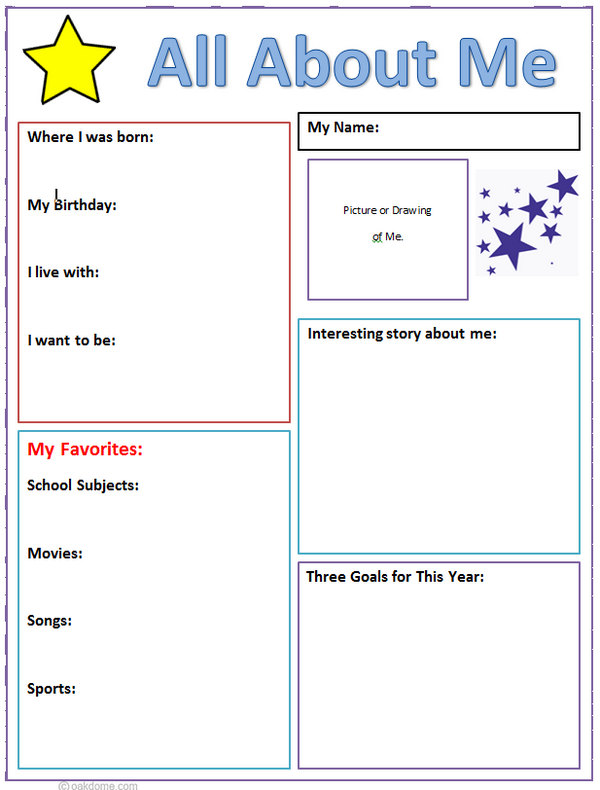 All About Me
Where I was born:
My Birthday:
I live with:
I want to be:
My Name:
Picture or Drawing
of Me.
Interesting story about me:
My Favorites:
School Subjects:
Movies:
Songs:
Sports:
Three Goals for This Year:
(c)oakdome.com